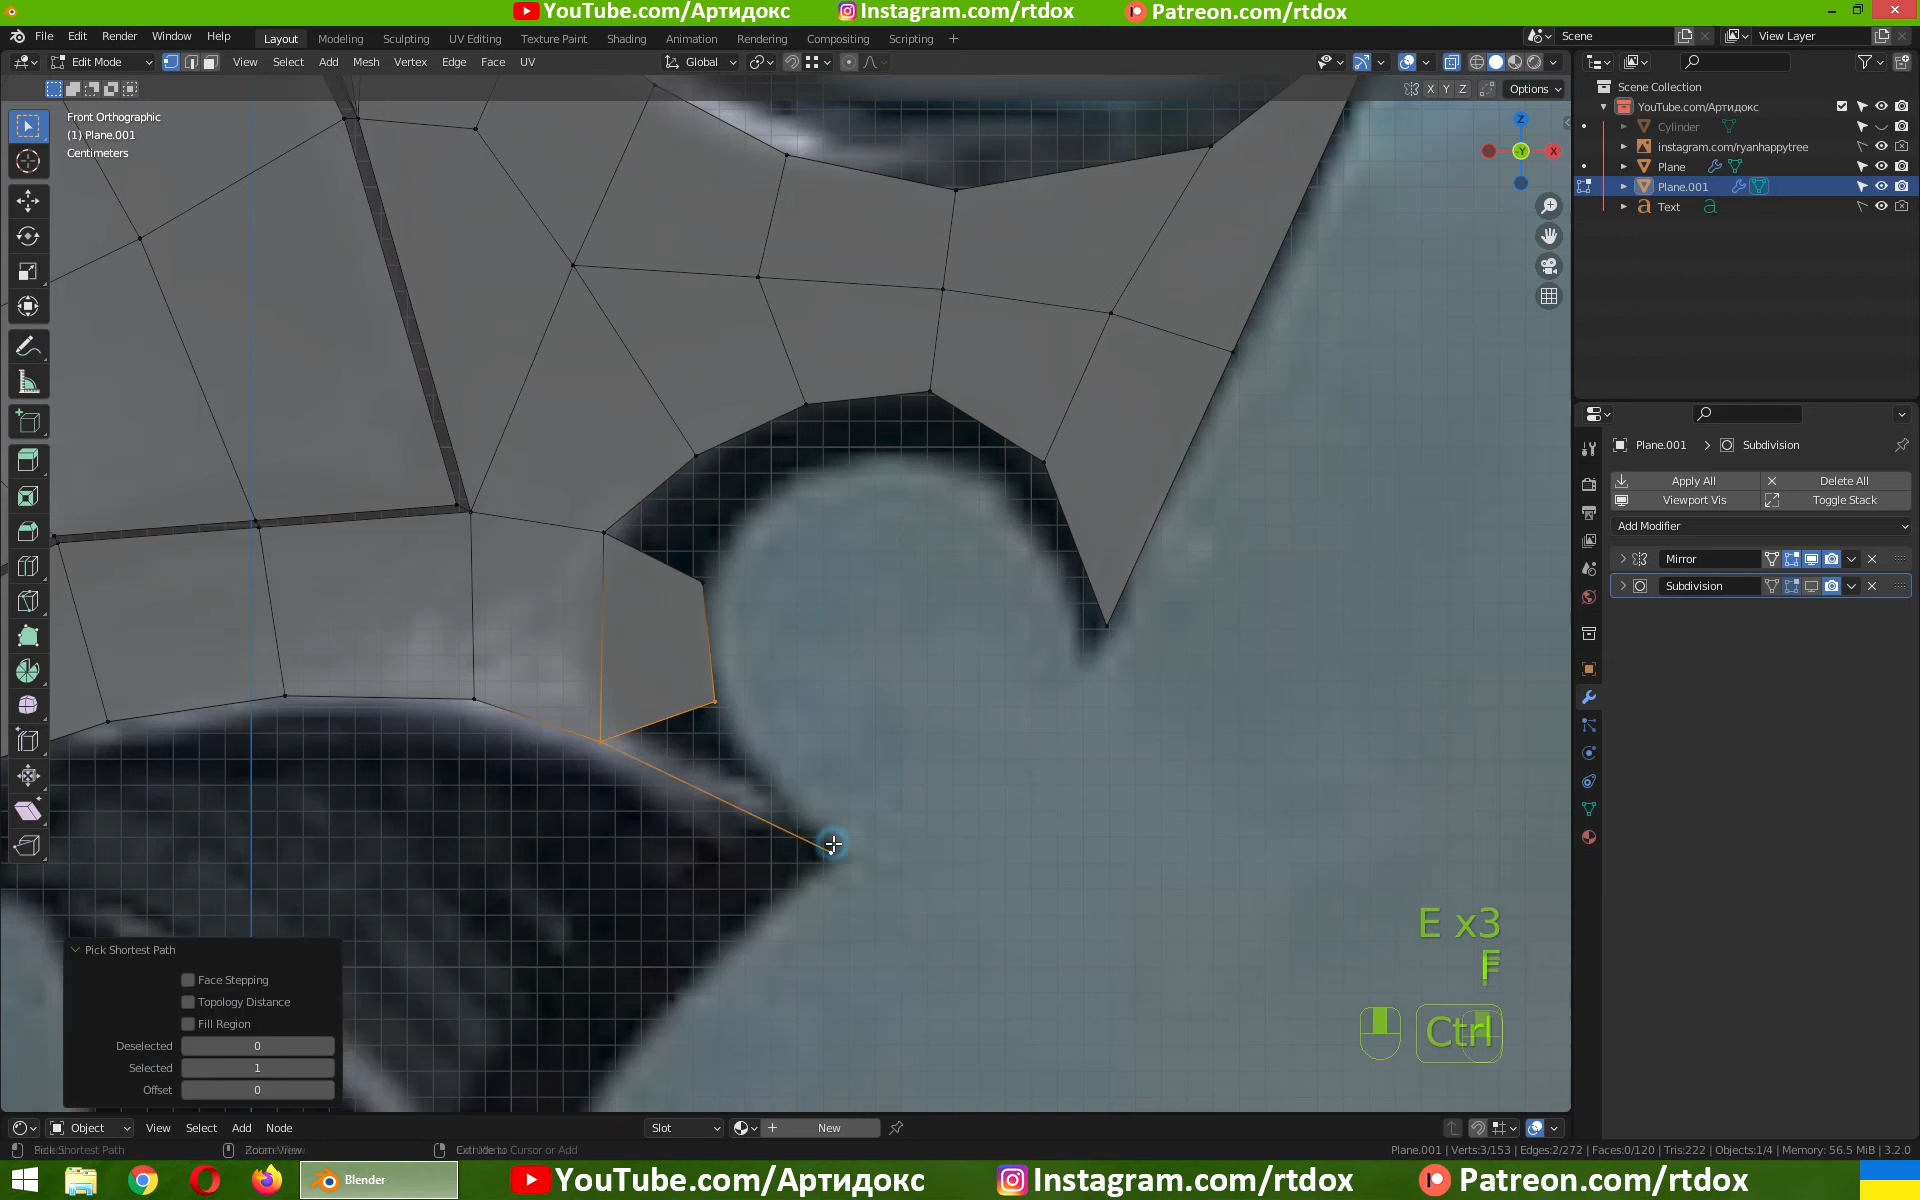 YouTube.com/Артидокс Instagram.com/rtdox Patreon.com/rtdox
File Edit Render Window Help Layout Modeling Sculpting UV Editing Texture Paint Shading Animation Rendering Compositing Scripting Scene View Layer
Edit Mode View Select Add Mesh Vertex Edge Face UV Global
X Y Z Options
Front Orthographic
(1) Plane.001
Centimeters
Z
-Y
X
Scene Collection
YouTube.com/Артидокс
Cylinder
instagram.com/ryanhappytree
Plane
Plane.001
Text
Plane.001 Subdivision
Apply All Delete All
Viewport Vis Toggle Stack
Add Modifier
Mirror
Subdivision
E x3
F
Ctrl
Pick Shortest Path
Face Stepping
Topology Distance
Fill Region
Deselected 0
Selected 1
Offset 0
Object View Select Add Node Slot New
Extrude to Cursor or Add
Plane.001 | Verts:3/153 | Edges:2/272 | Faces:0/120 | Tris:222 | Objects:1/4 | Memory: 56.5 MiB | 3.2.0
Blender YouTube.com/Артидокс Instagram.com/rtdox Patreon.com/rtdox